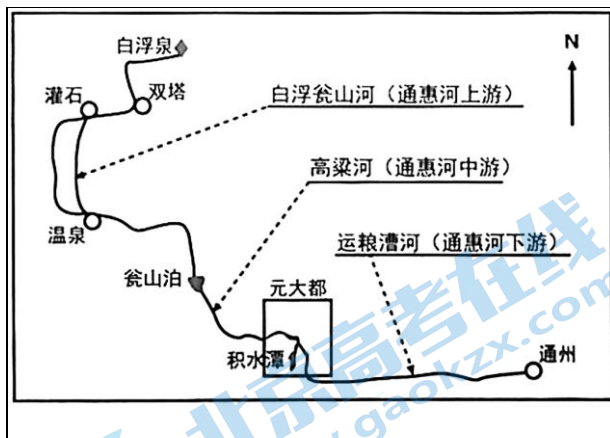 白浮泉
N
灌石
双塔
白浮瓮山河（通惠河上游）
高粱河（通惠河中游）
温泉
运粮漕河（通惠河下游）
瓮山泊
元大都
积水潭
通州
北京高考在线
www.gaokzx.com